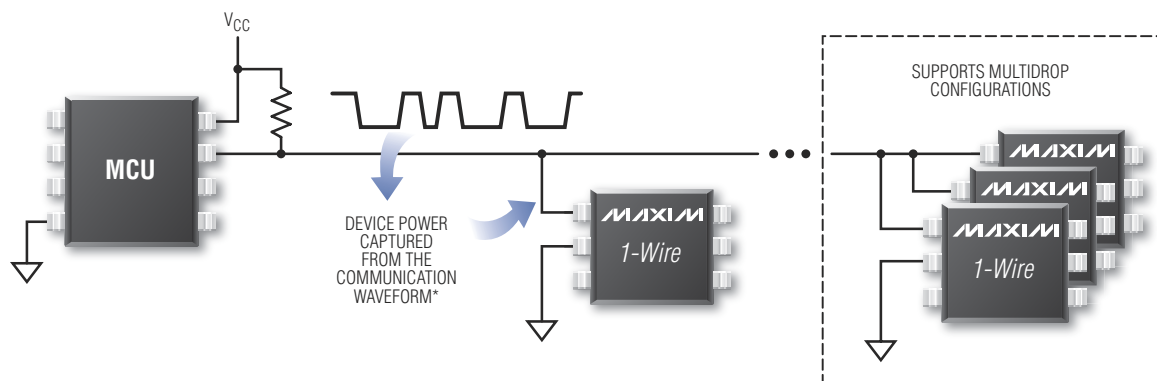 VCC
SUPPORTS MULTIDROP
CONFIGURATIONS
MCU
DEVICE POWER
CAPTURED
FROM THE
COMMUNICATION
WAVEFORM*
MAXIM
1-Wire
MAXIM
MAXIM
MAXIM
1-Wire